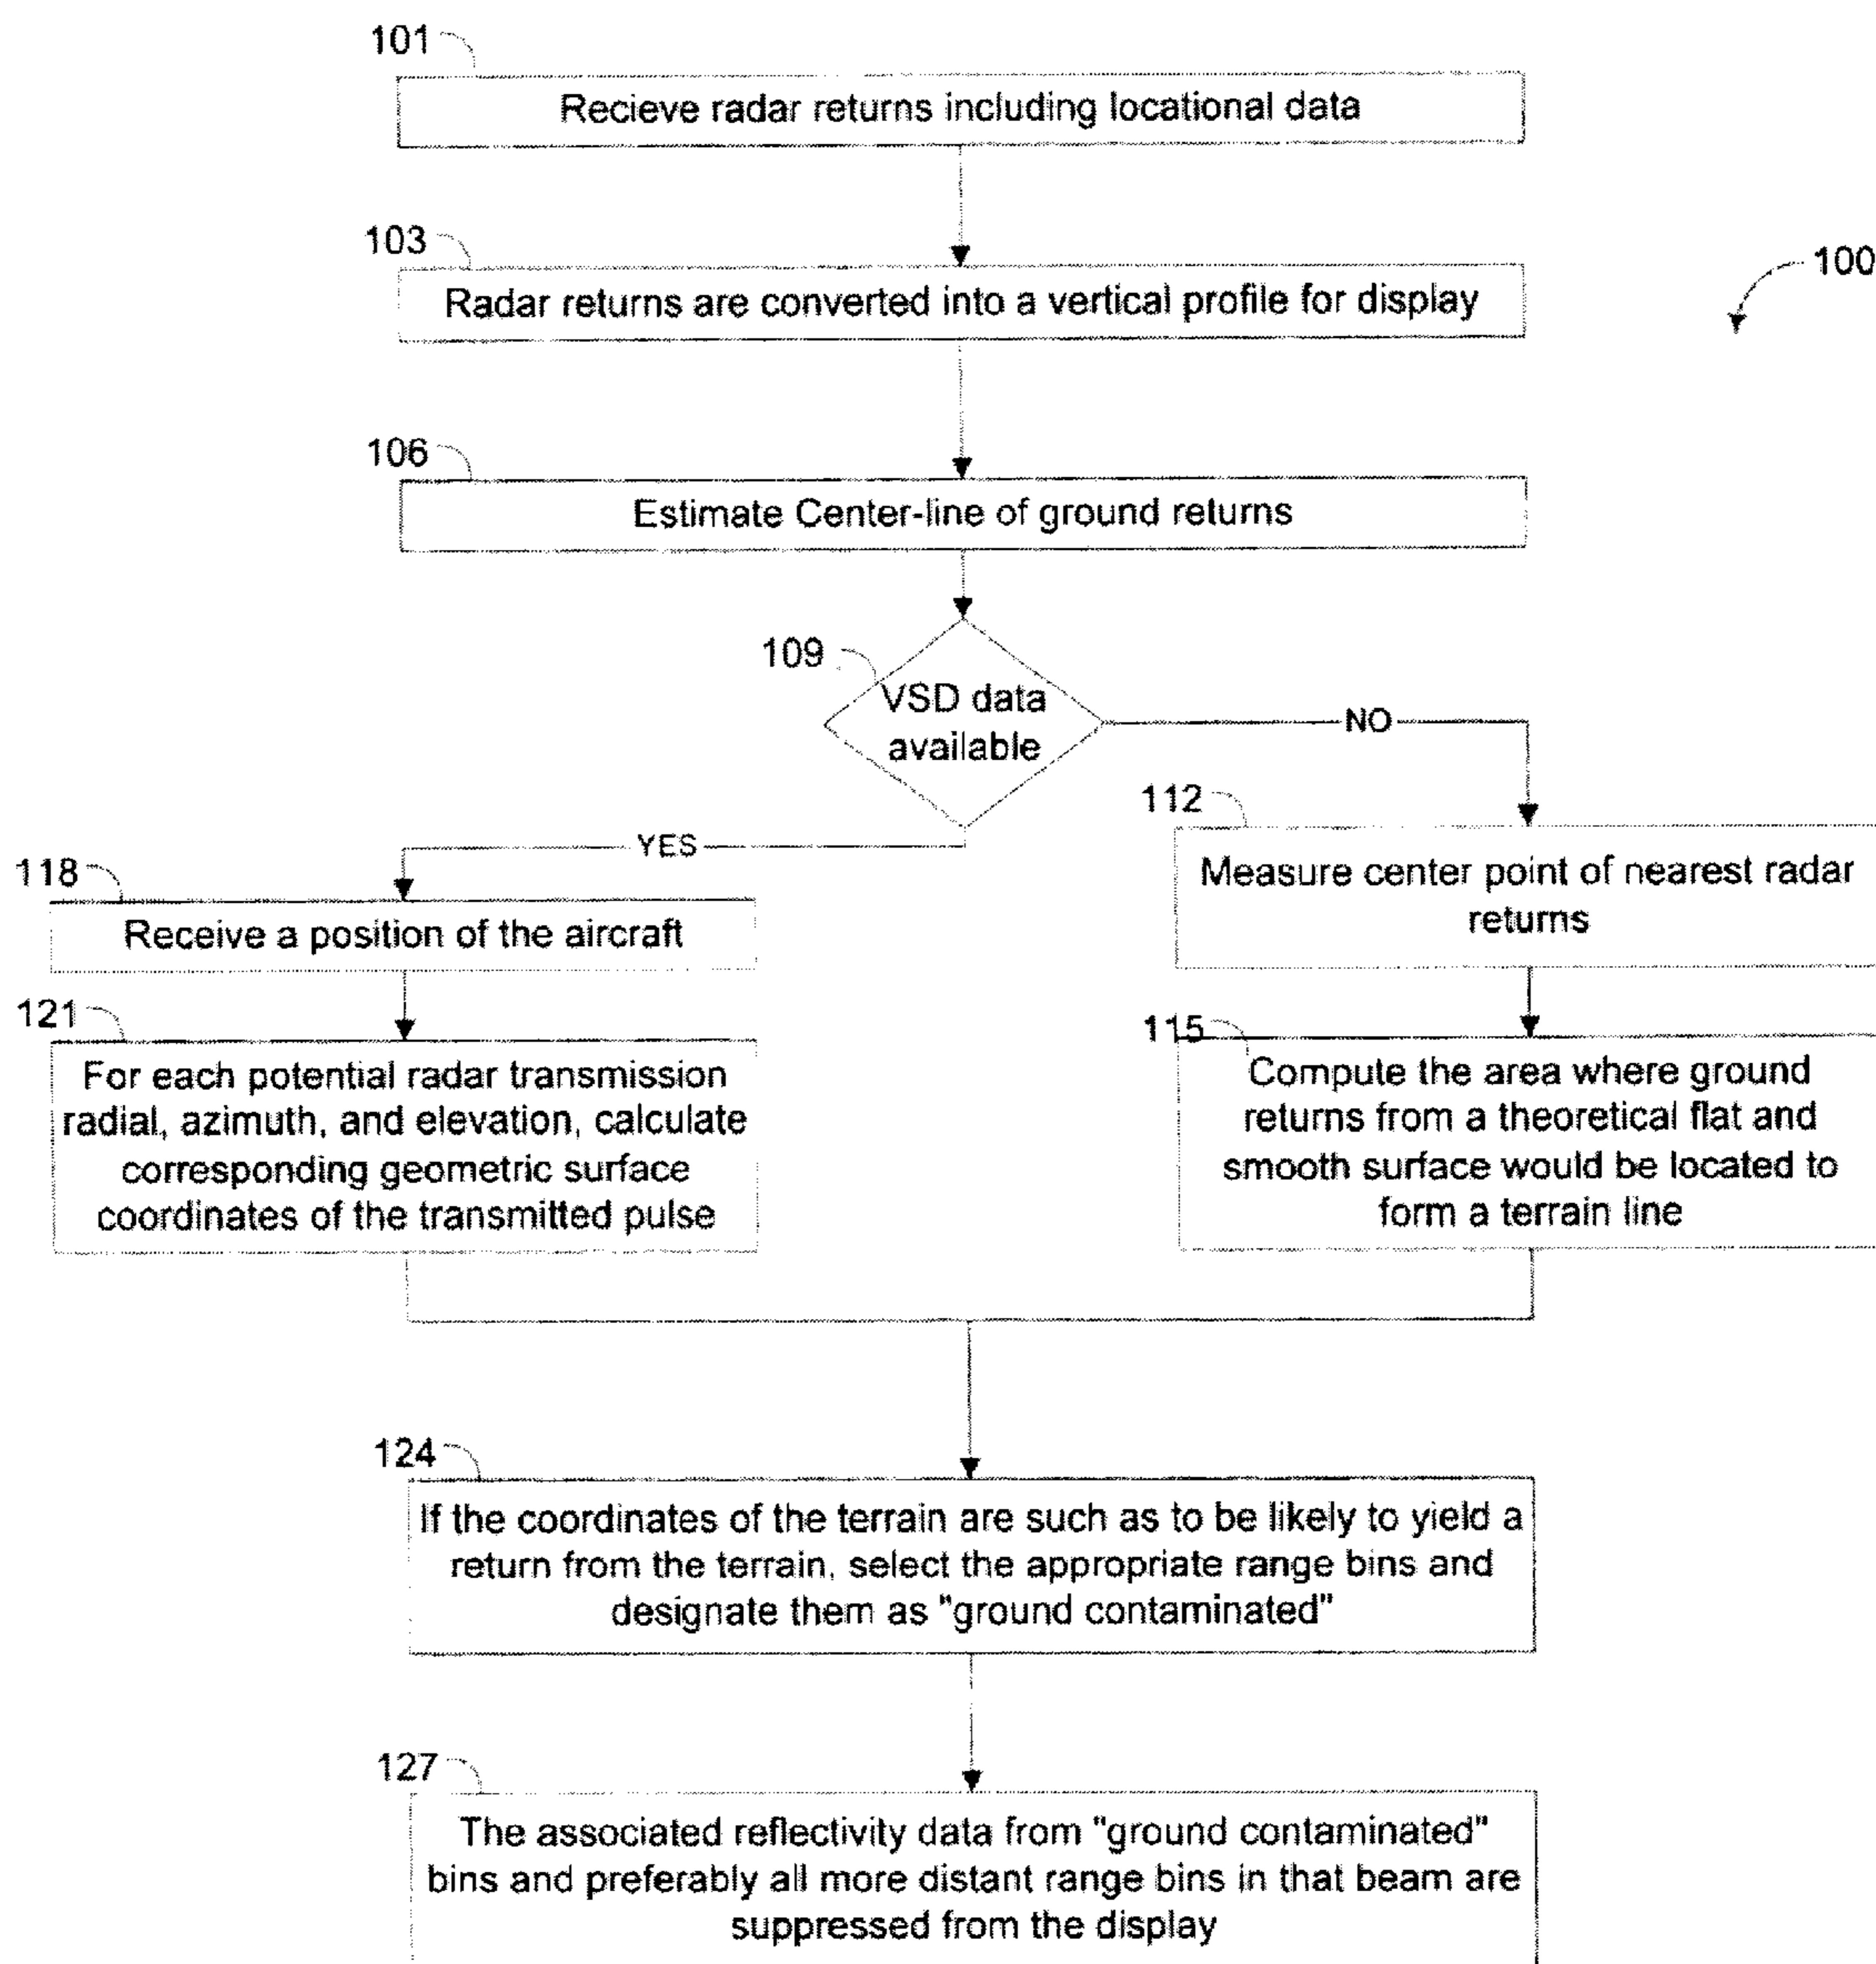 101
Recieve radar returns including locational data
103
Radar returns are converted into a vertical profile for display
100
106
Estimate Center-line of ground returns
109
VSD data
available
NO
YES
112
Measure center point of nearest radar
returns
118
Receive a position of the aircraft
121
For each potential radar transmission
radial, azimuth, and elevation, calculate
corresponding geometric surface
coordinates of the transmitted pulse
115
Compute the area where ground
returns from a theoretical flat and
smooth surface would be located to
form a terrain line
124
If the coordinates of the terrain are such as to be likely to yield a
return from the terrain, select the appropriate range bins and
designate them as "ground contaminated"
127
The associated reflectivity data from "ground contaminated"
bins and preferably all more distant range bins in that beam are
suppressed from the display